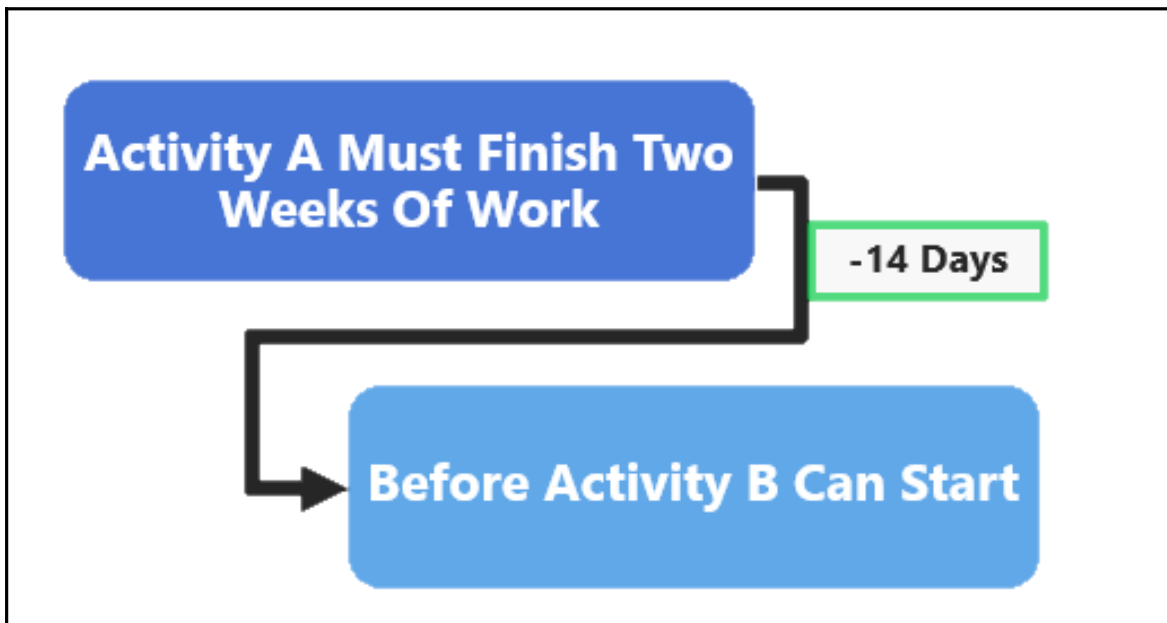 Activity A Must Finish Two
Weeks Of Work
-14 Days
Before Activity B Can Start